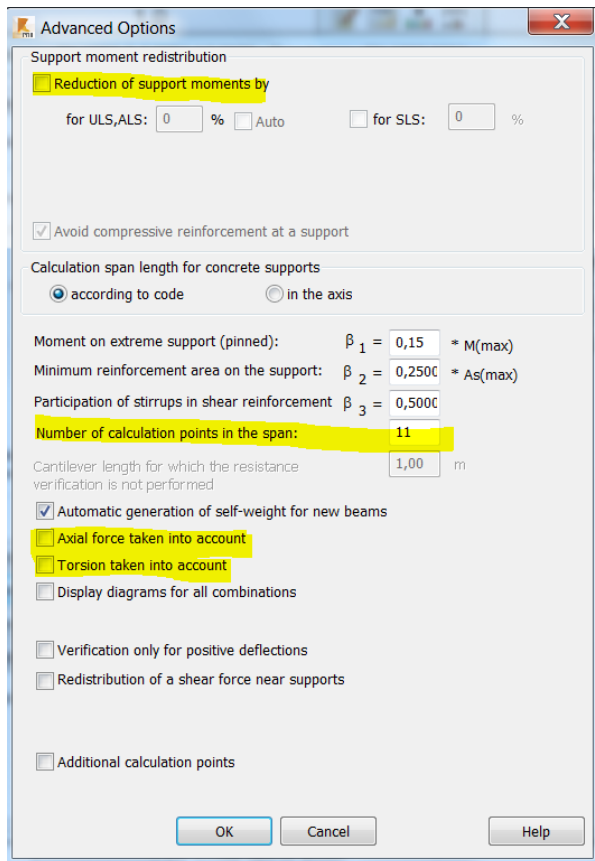 Advanced Options
Support moment redistribution
Reduction of support moments by
for ULS,ALS: 0 % Auto for SLS: 0 %
Avoid compressive reinforcement at a support
Calculation span length for concrete supports
according to code in the axis
Moment on extreme support (pinned): β 1 = 0,15 * M(max)
Minimum reinforcement area on the support: β 2 = 0,2500 * As(max)
Participation of stirrups in shear reinforcement β 3 = 0,5000
Number of calculation points in the span: 11
Cantilever length for which the resistance 1,00 m
verification is not performed
Automatic generation of self-weight for new beams
Axial force taken into account
Torsion taken into account
Display diagrams for all combinations
Verification only for positive deflections
Redistribution of a shear force near supports
Additional calculation points
OK Cancel Help